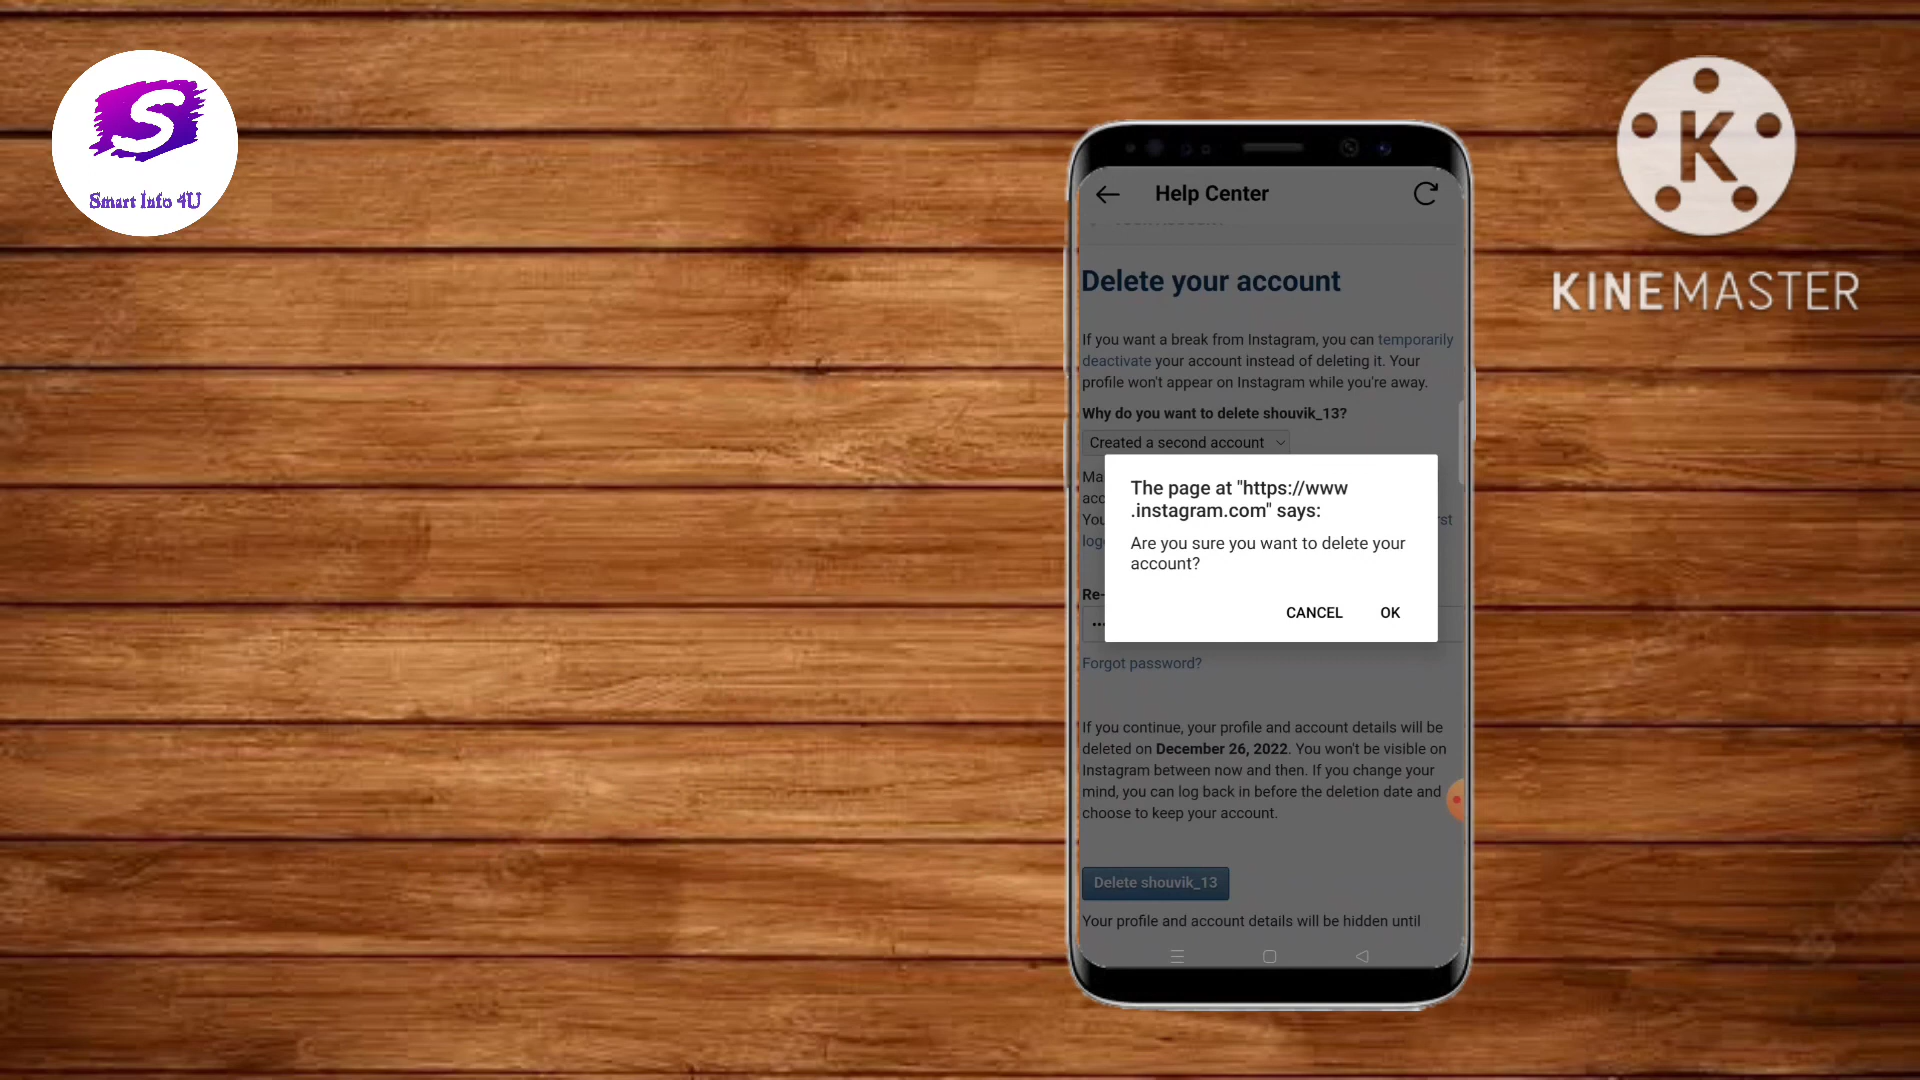 S
Smart Info 4U
K
KINEMASTER
Help Center
Delete your account
If you want a break from Instagram, you can temporarily
deactivate your account instead of deleting it. Your
profile won't appear on Instagram while you're away.
Why do you want to delete shouvik_13?
Created a second account
The page at "https://www
.instagram.com" says:
Are you sure you want to delete your
account?
CANCEL OK
Re-
Forgot password?
If you continue, your profile and account details will be
deleted on December 26, 2022. You won't be visible on
Instagram between now and then. If you change your
mind, you can log back in before the deletion date and
choose to keep your account.
Delete shouvik_13
Your profile and account details will be hidden until